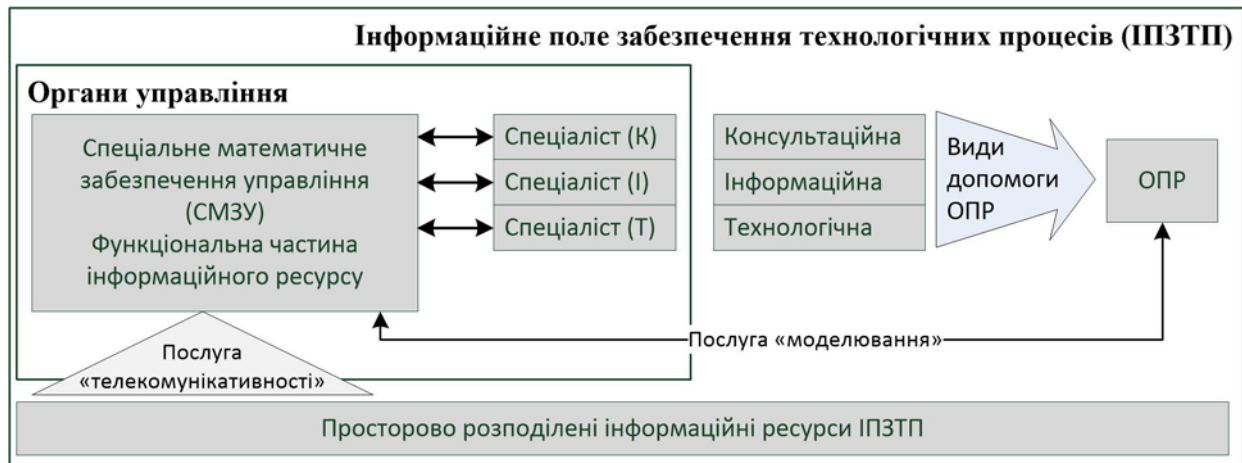 Інформаційне поле забезпечення технологічних процесів (ІПЗТП)
Органи управління
Спеціальне математичне
забезпечення управління
(СМЗУ)
Функціональна частина
інформаційного ресурсу
Спеціаліст (К)
Спеціаліст (І)
Спеціаліст (Т)
Консультаційна
Інформаційна
Технологічна
Види
допомоги
ОПР
ОПР
Послуга «моделювання»
Послуга
«телекомунікативності»
Просторово розподілені інформаційні ресурси ІПЗТП